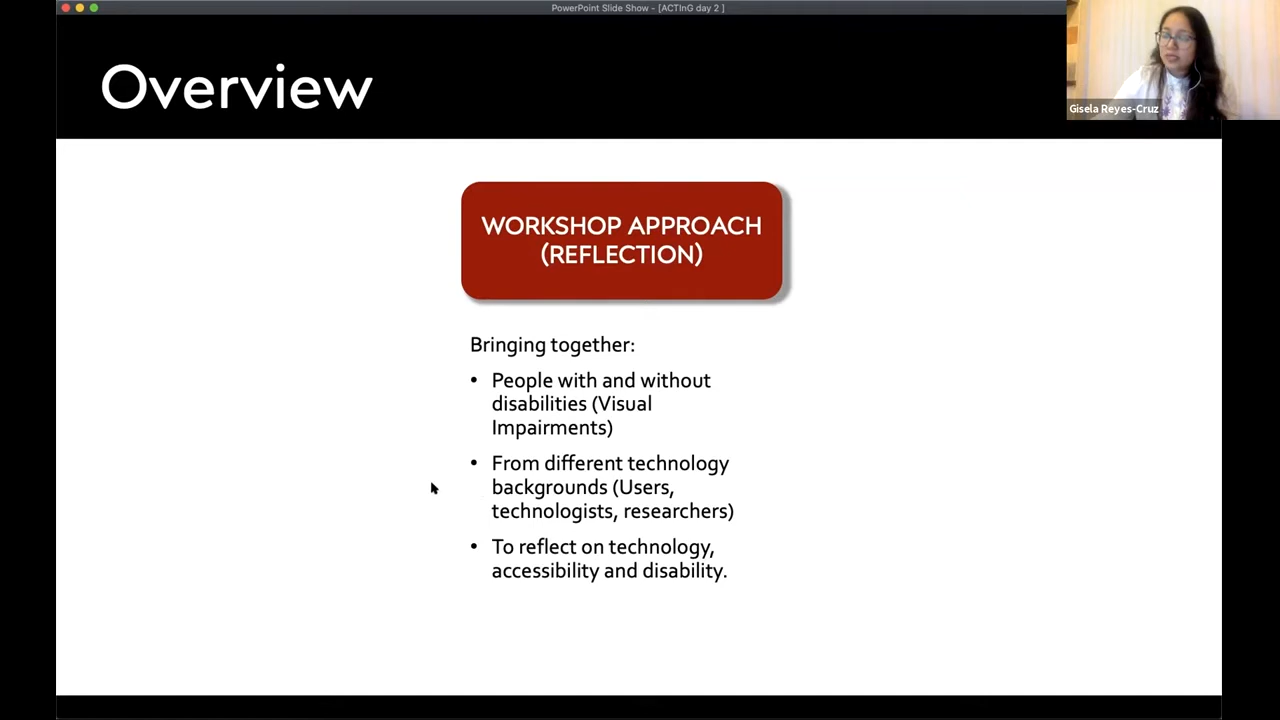 PowerPoint Slide Show - [ACTInG day 2 ]
Overview
Gisela Reyes-Cruz
WORKSHOP APPROACH
(REFLECTION)
Bringing together:
• People with and without
disabilities (Visual
Impairments)
• From different technology
backgrounds (Users,
technologists, researchers)
• To reflect on technology,
accessibility and disability.